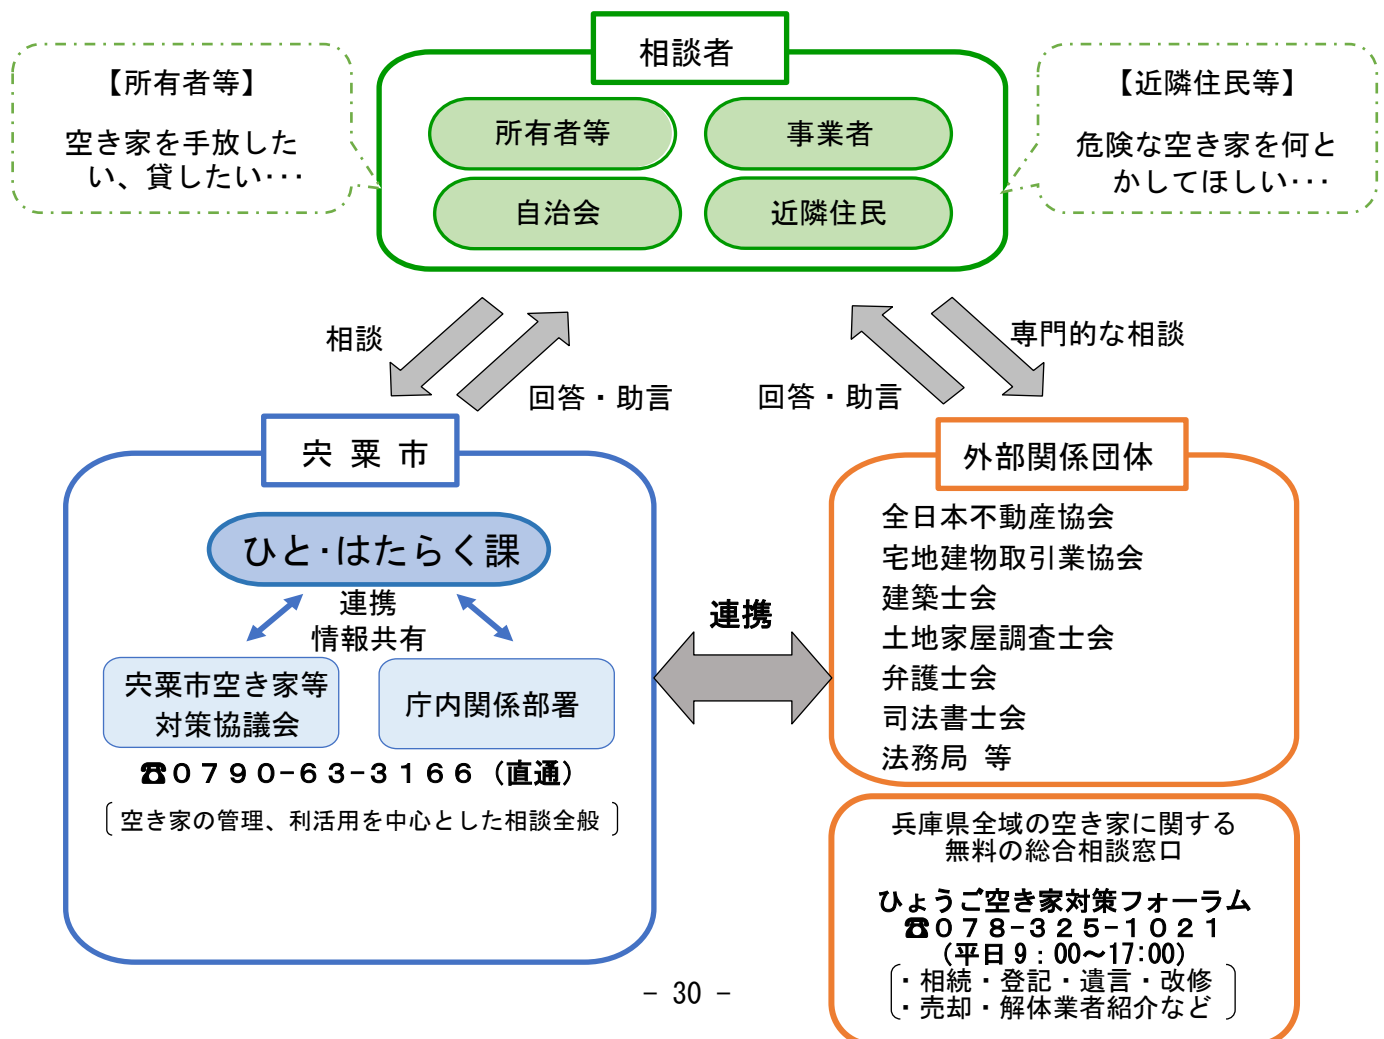 相談者
【所有者等】
空き家を手放した
い、貸したい･･･
所有者等
事業者
自治会
近隣住民
【近隣住民等】
危険な空き家を何と
かしてほしい･･･
相談
回答・助言
回答・助言
専門的な相談
宍 粟 市
ひと･はたらく課
連携
情報共有
宍粟市空き家等
対策協議会
庁内関係部署
☎０７９０-６３-３１６６（直通）
空き家の管理、利活用を中心とした相談全般
連携
外部関係団体
全日本不動産協会
宅地建物取引業協会
建築士会
土地家屋調査士会
弁護士会
司法書士会
法務局 等
兵庫県全域の空き家に関する
無料の総合相談窓口
ひょうご空き家対策フォーラム
☎０７８-３２５-１０２１
（平日9：00～17:00）
・相続・登記・遺言・改修
・売却・解体業者紹介など
- 30 -